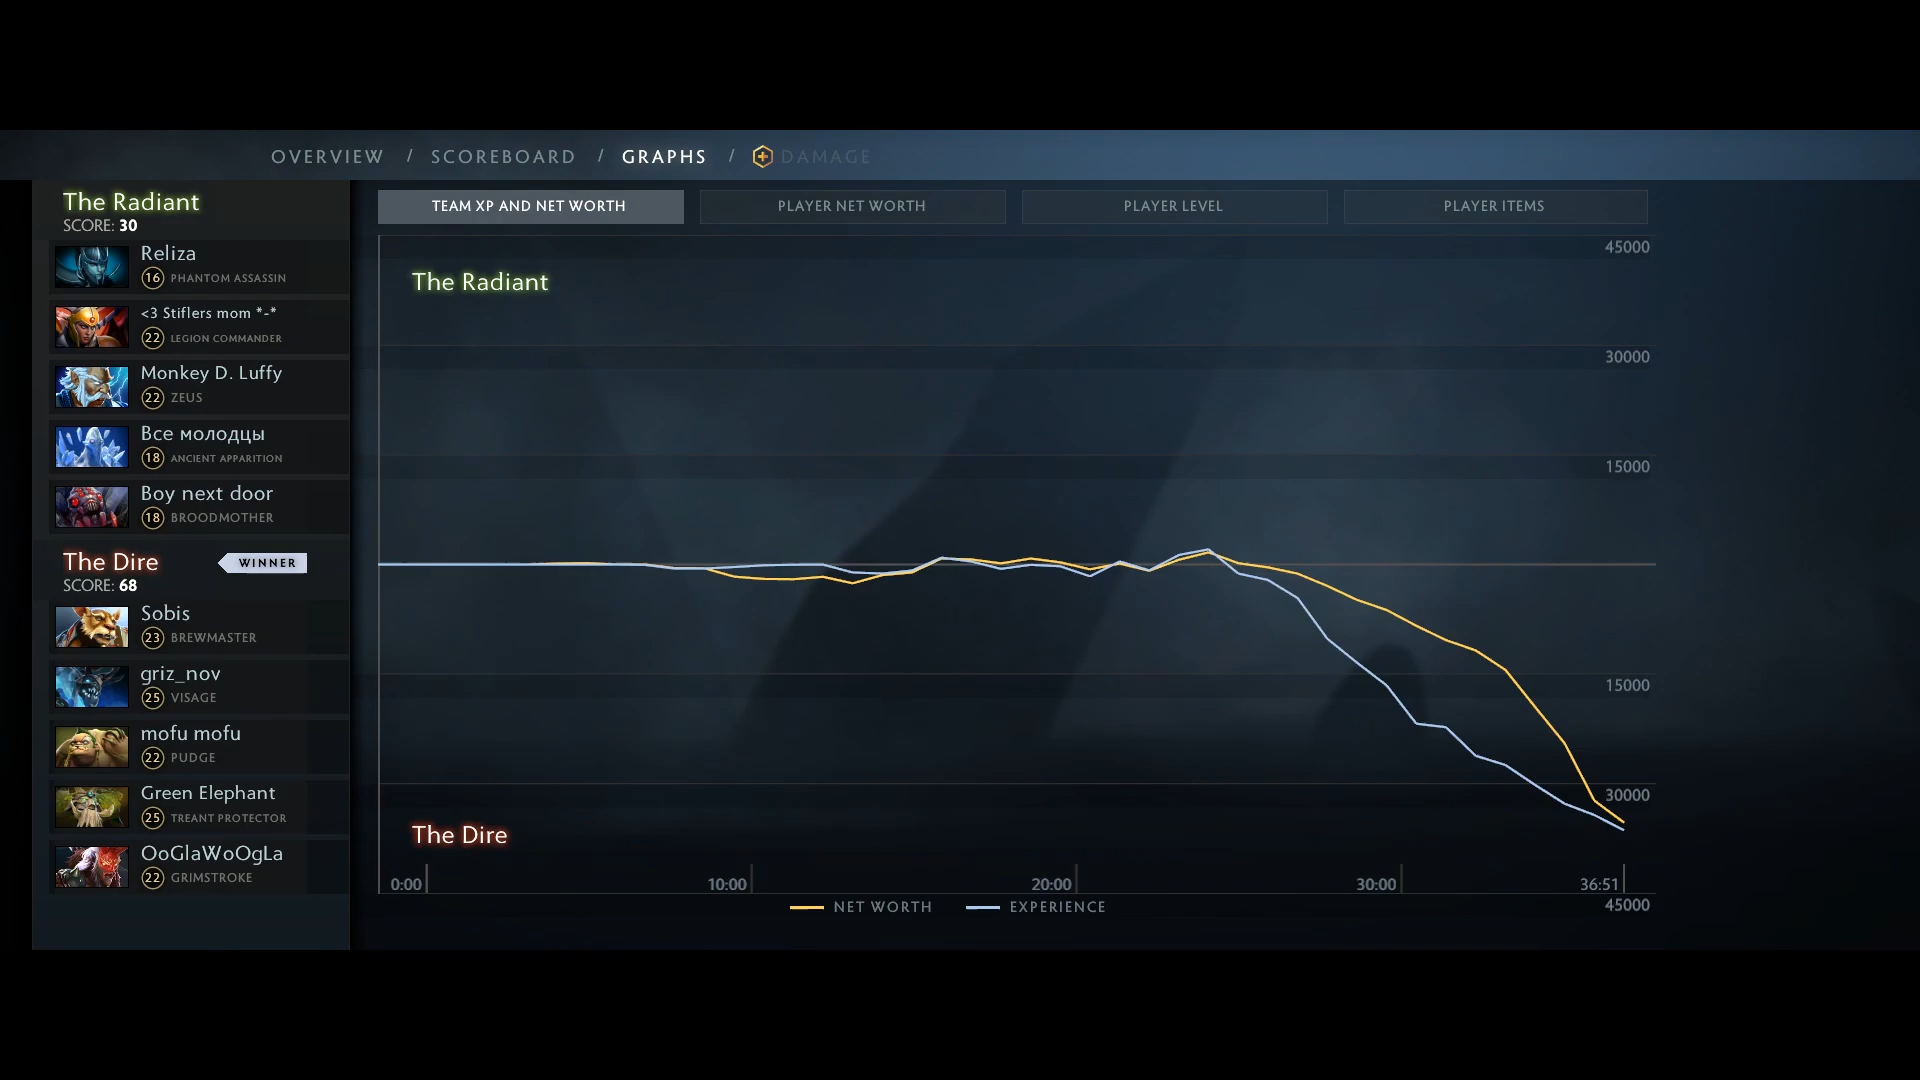 OVERVIEW / SCOREBOARD / GRAPHS / DAMAGE
The Radiant
SCORE: 30
Reliza
16 PHANTOM ASSASSIN
<3 Stiflers mom *-*
22 LEGION COMMANDER
Monkey D. Luffy
22 ZEUS
Все молодцы
18 ANCIENT APPARITION
Boy next door
18 BROODMOTHER
The Dire WINNER
SCORE: 68
Sobis
23 BREWMASTER
griz_nov
25 VISAGE
mofu mofu
22 PUDGE
Green Elephant
25 TREANT PROTECTOR
OoGlaWoOgLa
22 GRIMSTROKE
TEAM XP AND NET WORTH PLAYER NET WORTH PLAYER LEVEL PLAYER ITEMS
45000
The Radiant
30000
15000
15000
30000
The Dire
0:00 10:00 20:00 30:00 36:51
45000
NET WORTH EXPERIENCE